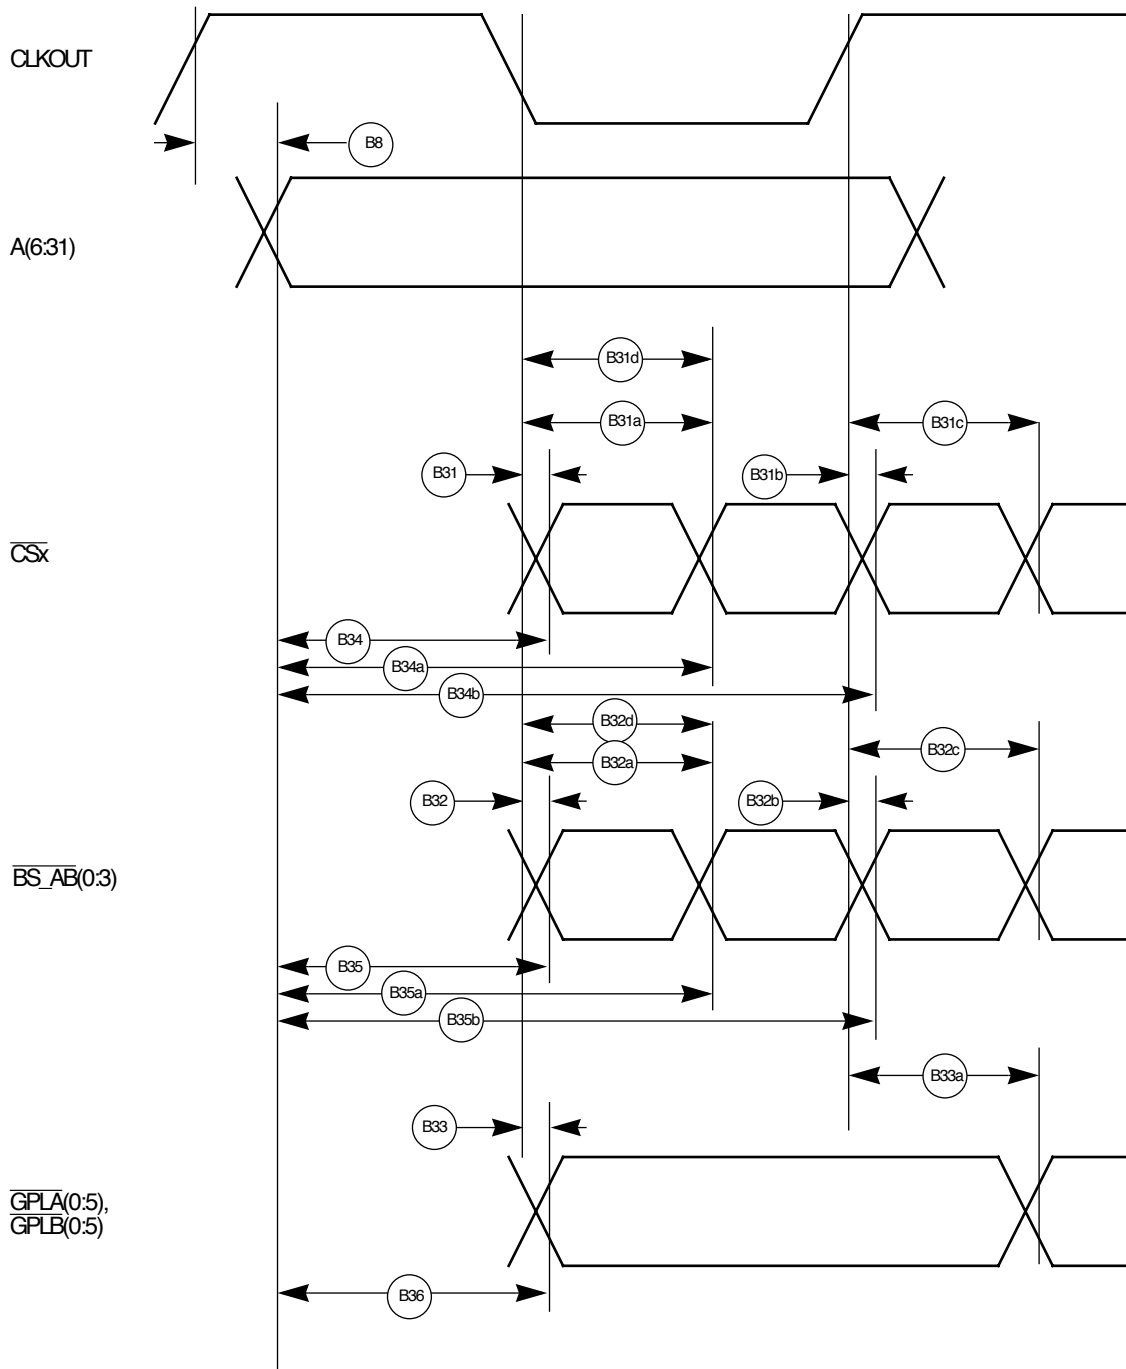 CLKOUT
B8
A(6:31)
B31d
B31a
B31c
B31
B31b
CSx
B34
B34a
B34b
B32d
B32c
B32a
B32
B32b
BS_AB(0:3)
B35
B35a
B35b
B33a
B33
GPLA(0:5),
GPLB(0:5)
B36